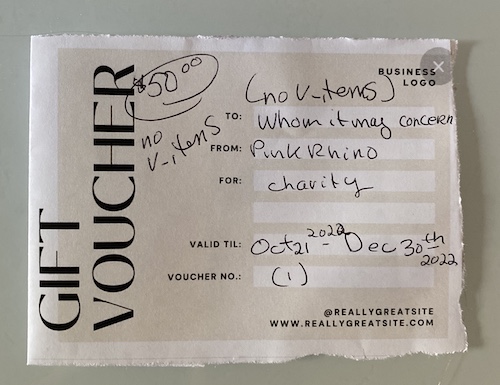 GIFT VOUCHER
$50.00
no
v-items
BUSINESS
LOGO
(no v-items)
TO: Whom it may concern
FROM: Pink Rhino
FOR: charity
VALID TIL: Oct 21 2022 - Dec 30th 2022
VOUCHER NO.: (1)
@REALLYGREATSITE
WWW.REALLYGREATSITE.COM